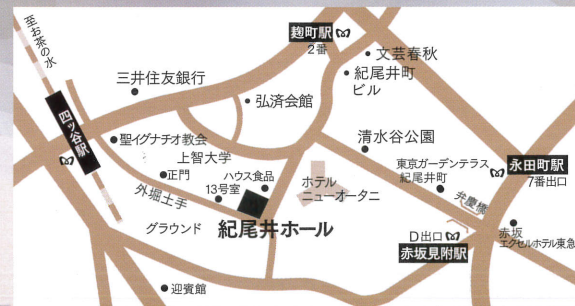 至お茶の水
四ッ谷駅
三井住友銀行
麹町駅
2番
文芸春秋
紀尾井町
ビル
弘済会館
聖イグナチオ教会
上智大学
正門
ハウス食品
13号室
外堀土手
グラウンド
紀尾井ホール
迎賓館
清水谷公園
ホテル
ニューオータニ
東京ガーデンテラス
紀尾井町
永田町駅
7番出口
弁慶橋
D出口
赤坂見附駅
赤坂
エクセルホテル東急